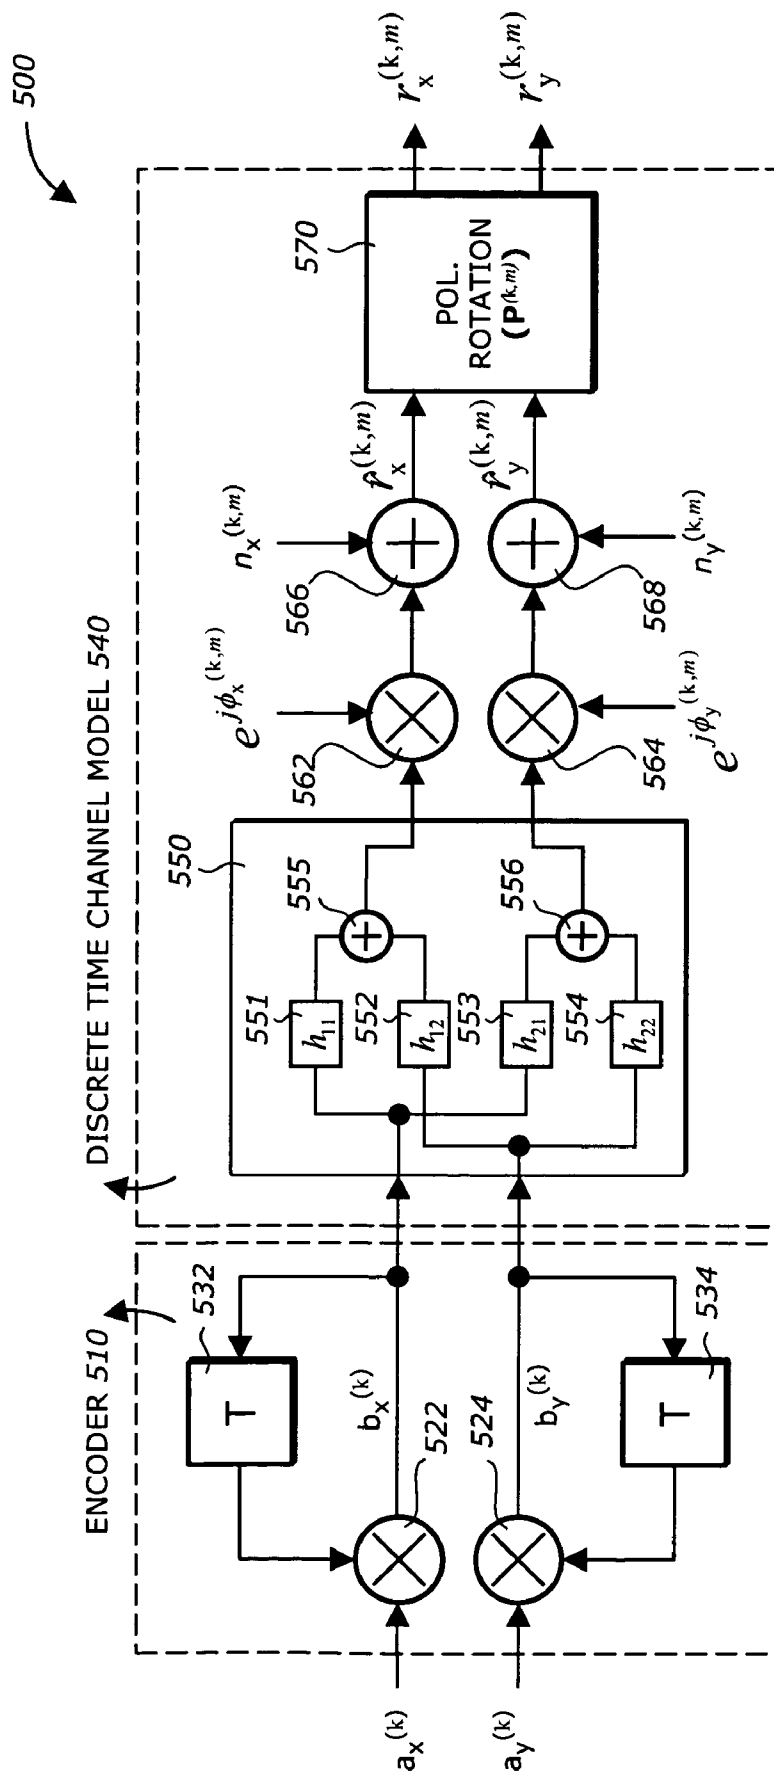 500
ENCODER 510
DISCRETE TIME CHANNEL MODEL 540
532
T
550
551
h₁₁
555
570
a_x^(k)
b_x^(k)
522
552
h₁₂
562
e^{jϕ_x^(k,m)}
566
n_x^(k,m)
r̂_x^(k,m)
POL.
ROTATION
(P^(k,m))
r_x^(k,m)
a_y^(k)
524
b_y^(k)
553
h₂₁
556
564
e^{jϕ_y^(k,m)}
568
n_y^(k,m)
r̂_y^(k,m)
r_y^(k,m)
554
h₂₂
T
534